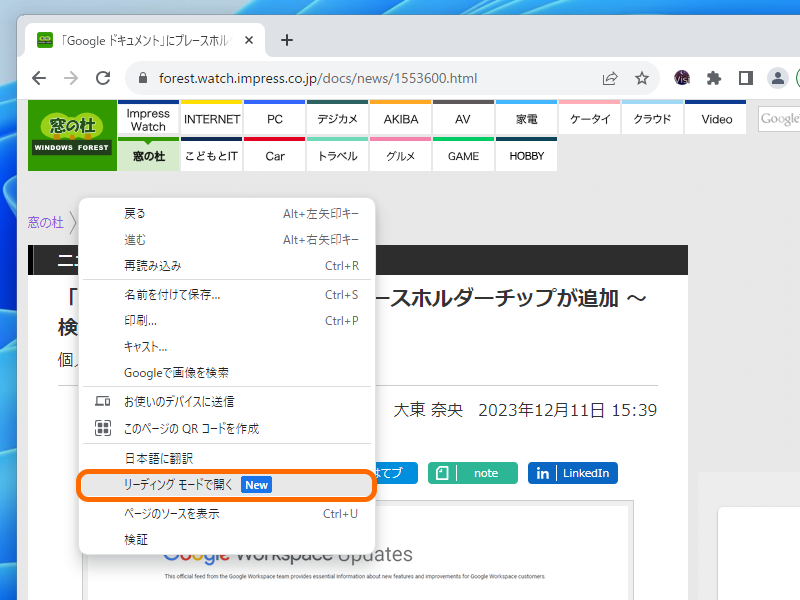 「Google ドキュメント」にプレースホル
forest.watch.impress.co.jp/docs/news/1553600.html
窓の杜
WINDOWS FOREST
Impress Watch
INTERNET
PC
デジカメ
AKIBA
AV
家電
ケータイ
クラウド
Video
Google
窓の杜
こどもとIT
Car
トラベル
グルメ
GAME
HOBBY
窓の杜
戻る Alt+左矢印キー
進む Alt+右矢印キー
再読み込み Ctrl+R
名前を付けて保存... Ctrl+S
印刷... Ctrl+P
キャスト...
Googleで画像を検索
お使いのデバイスに送信
このページの QR コードを作成
日本語に翻訳
リーディング モードで開く New
ページのソースを表示 Ctrl+U
検証
ニ
「
ースホルダーチップが追加 ～
検
個人
大東 奈央 2023年12月11日 15:39
はてブ
note
in LinkedIn
Google Workspace Updates
This official feed from the Google Workspace team provides essential information about new features and improvements for Google Workspace customers.